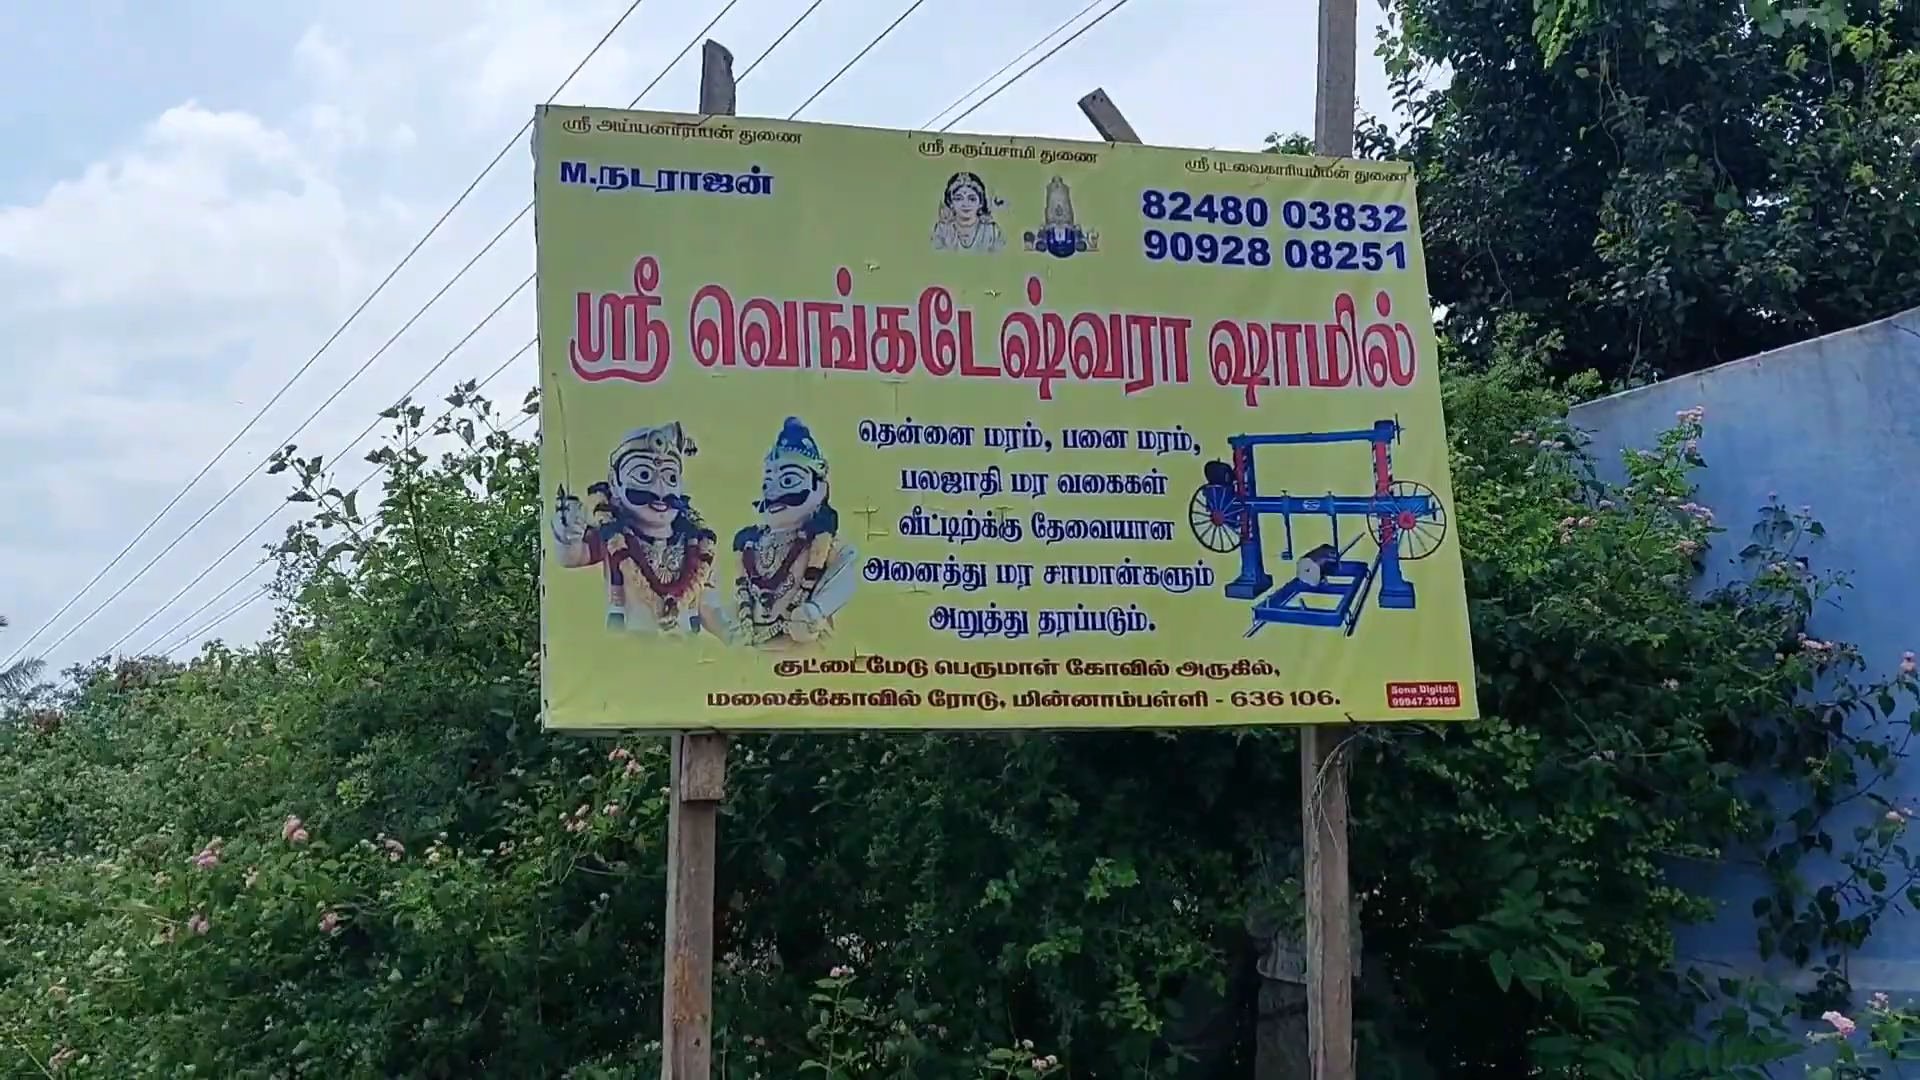 ஸ்ரீ அய்யனாரப்பன் துணை
ஸ்ரீ கருப்பசாமி துணை
ஸ்ரீ புடவைகாரியம்மன் துணை
M.நடராஜன்
82480 03832
90928 08251
ஸ்ரீ வெங்கடேஷ்வரா ஷாமில்
தென்னை மரம், பனை மரம்,
பலஜாதி மர வகைகள்
வீட்டிற்க்கு தேவையான
அனைத்து மர சாமான்களும்
அறுத்து தரப்படும்.
குட்டைமேடு பெருமாள் கோவில் அருகில்,
மலைக்கோவில் ரோடு, மின்னாம்பள்ளி - 636 106.
Sona Digital:
99947 39189